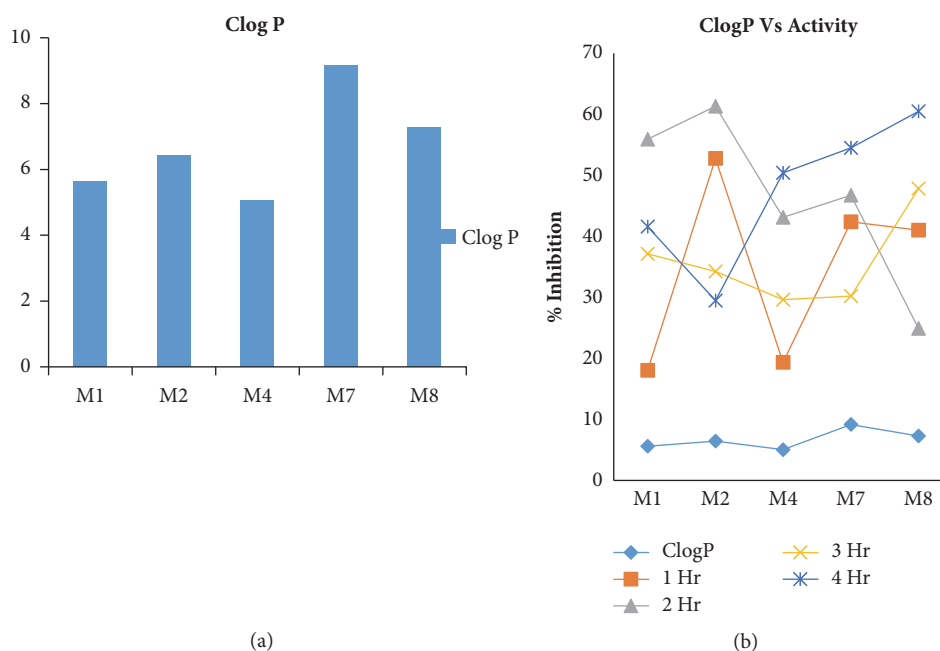 Clog P
10
8
6
4
2
0
M1 M2 M4 M7 M8
Clog P
(a)
ClogP Vs Activity
% Inhibition
70
60
50
40
30
20
10
0
M1 M2 M4 M7 M8
ClogP
1 Hr
2 Hr
3 Hr
4 Hr
(b)